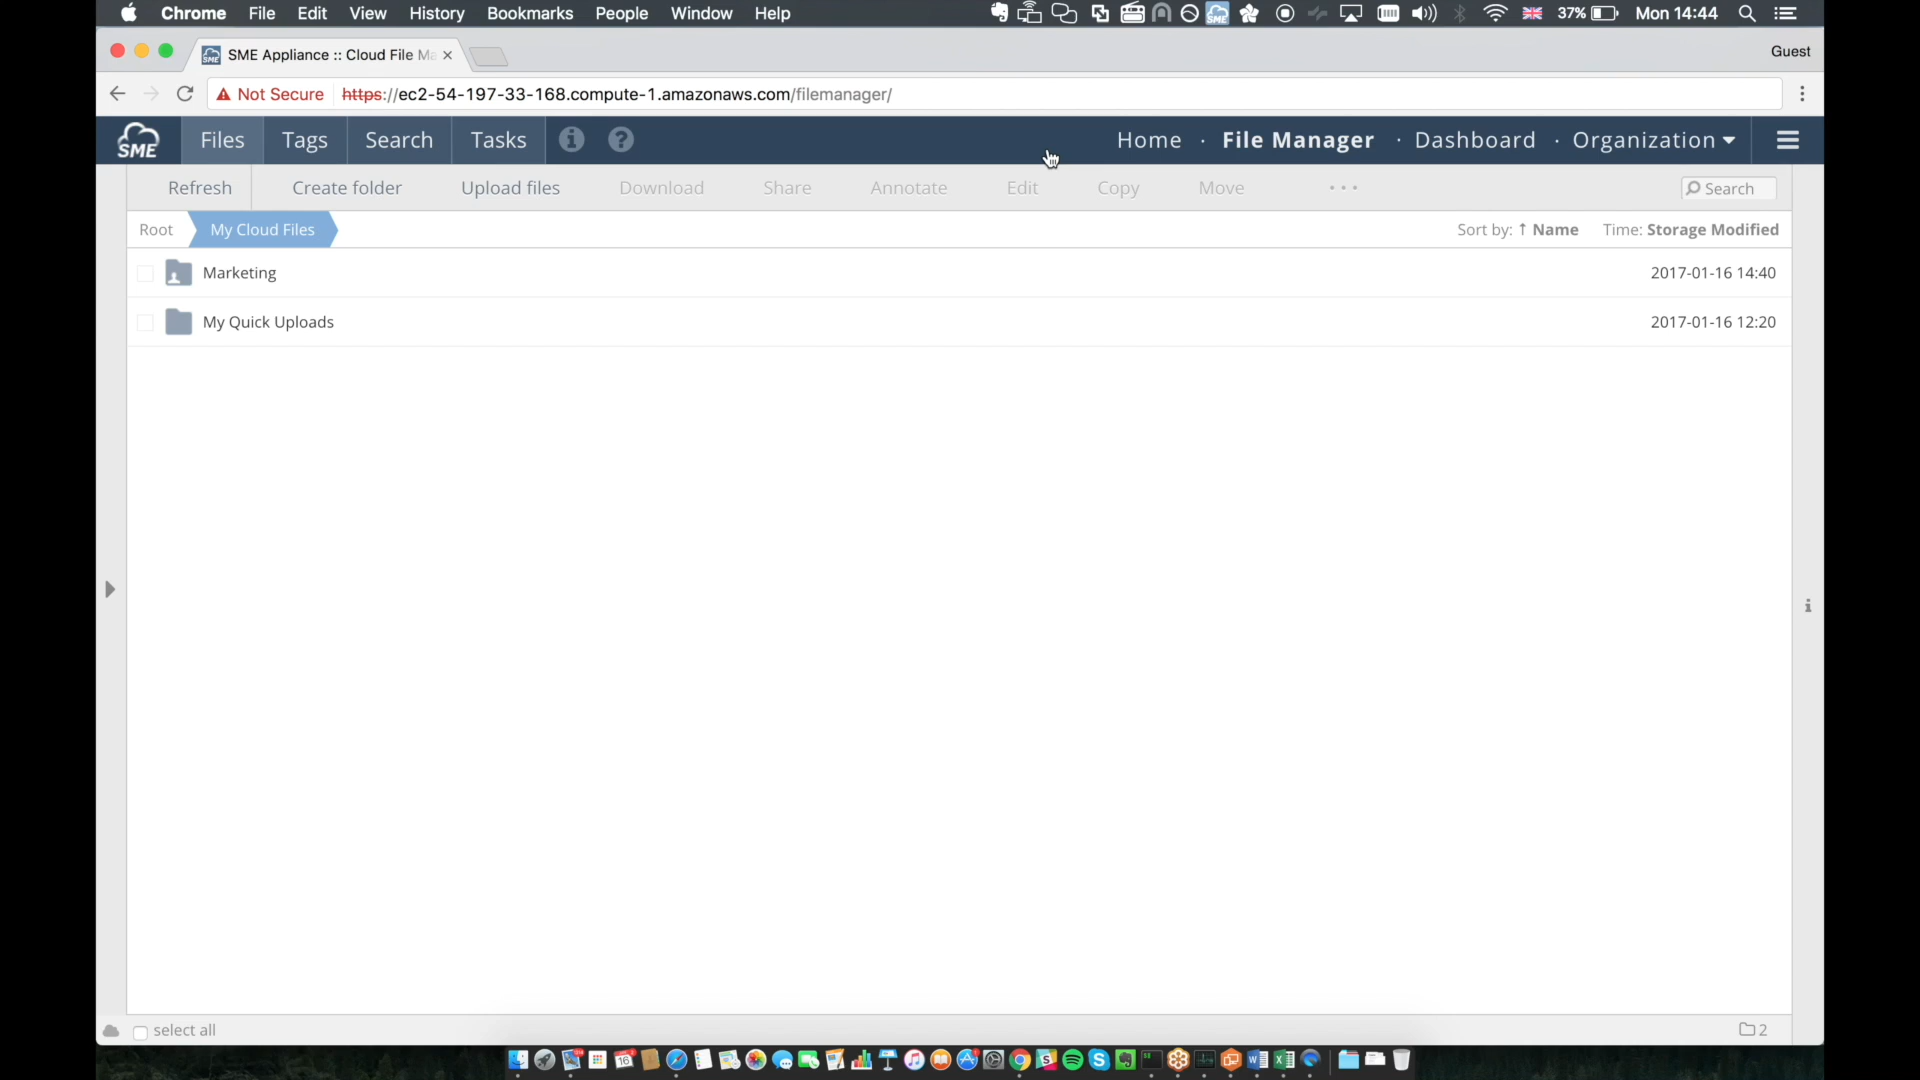 Chrome File Edit View History Bookmarks People Window Help 37% Mon 14:44
SME Appliance :: Cloud File Ma Guest
Not Secure https://ec2-54-197-33-168.compute-1.amazonaws.com/filemanager/
SME Files Tags Search Tasks Home · File Manager · Dashboard · Organization
Refresh Create folder Upload files Download Share Annotate Edit Copy Move ··· Search
Root My Cloud Files Sort by: ↑ Name Time: Storage Modified
Marketing 2017-01-16 14:40
My Quick Uploads 2017-01-16 12:20
select all 2